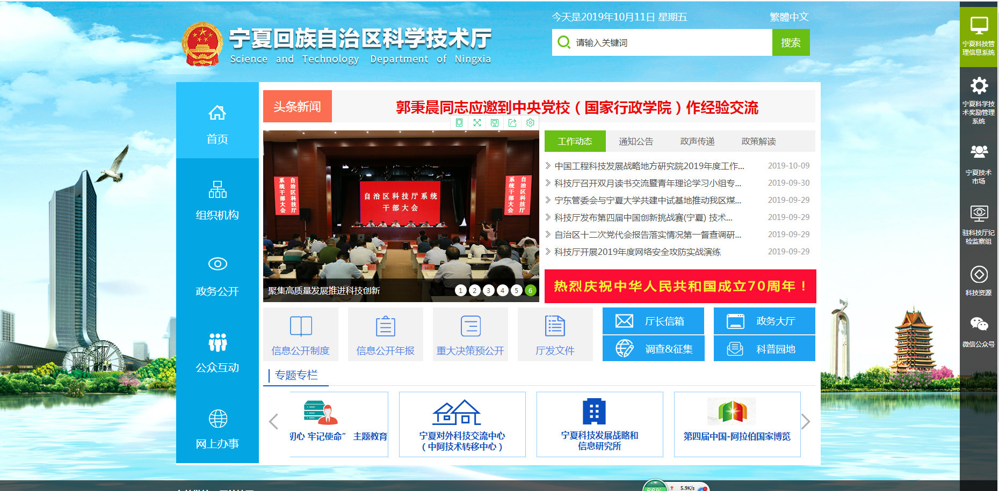 今天是2019年10月11日 星期五
繁體中文
宁夏回族自治区科学技术厅
Science and Technology Department of Ningxia
请输入关键词
搜索
首页
组织机构
政务公开
公众互动
网上办事
头条新闻
郭秉晨同志应邀到中央党校（国家行政学院）作经验交流
自治区科技厅
系统干部大会
自治区科技厅系统
干部大会
自治区科技厅
系统干部大会
聚集高质量发展推进科技创新
1 2 3 4 5 6
工作动态 通知公告 政声传递 政策解读
中国工程科技发展战略地方研究院2019年度工作... 2019-10-09
科技厅召开双月读书交流暨青年理论学习小组专... 2019-09-30
宁东管委会与宁夏大学共建中试基地推动我区煤... 2019-09-29
科技厅发布第四届中国创新挑战赛(宁夏) 技术... 2019-09-29
自治区十二次党代会报告落实情况第一督查调研... 2019-09-29
科技厅开展2019年度网络安全攻防实战演练 2019-09-29
热烈庆祝中华人民共和国成立70周年！
信息公开制度
信息公开年报
重大决策预公开
厅发文件
厅长信箱
政务大厅
调查&征集
科普园地
专题专栏
初心 牢记使命” 主题教育
宁夏对外科技交流中心
（中阿技术转移中心）
宁夏科技发展战略和
信息研究所
第四届中国-阿拉伯国家博览
宁夏科技管
理信息系统
宁夏科学技
术奖励管理
系统
宁夏技术
市场
驻科技厅纪
检监察组
科技资源
微信公众号
66%
5.9K/s